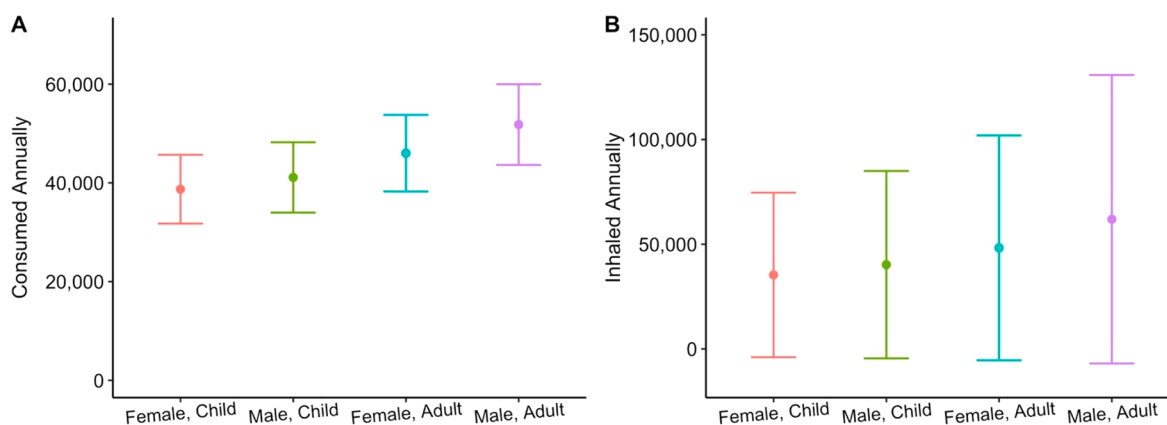 A
Consumed Annually
60,000
40,000
20,000
0
Female, Child
Male, Child
Female, Adult
Male, Adult
B
Inhaled Annually
150,000
100,000
50,000
0
Female, Child
Male, Child
Female, Adult
Male, Adult